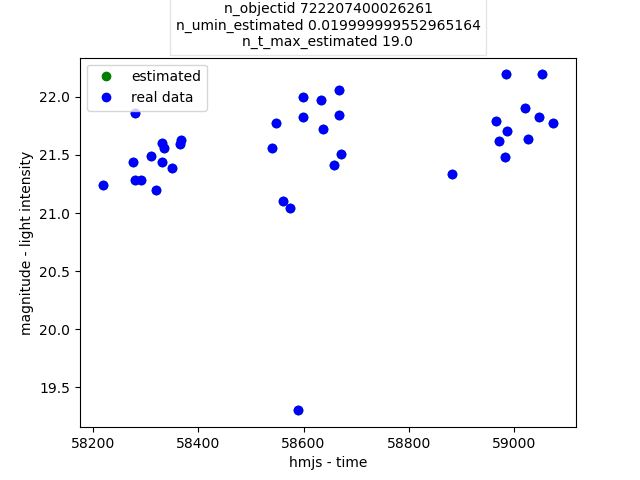 n_objectid 722207400026261
n_umin_estimated 0.019999999552965164
n_t_max_estimated 19.0
estimated
real data
22.0
21.5
21.0
20.5
20.0
19.5
magnitude - light intensity
58200 58400 58600 58800 59000
hmjs - time